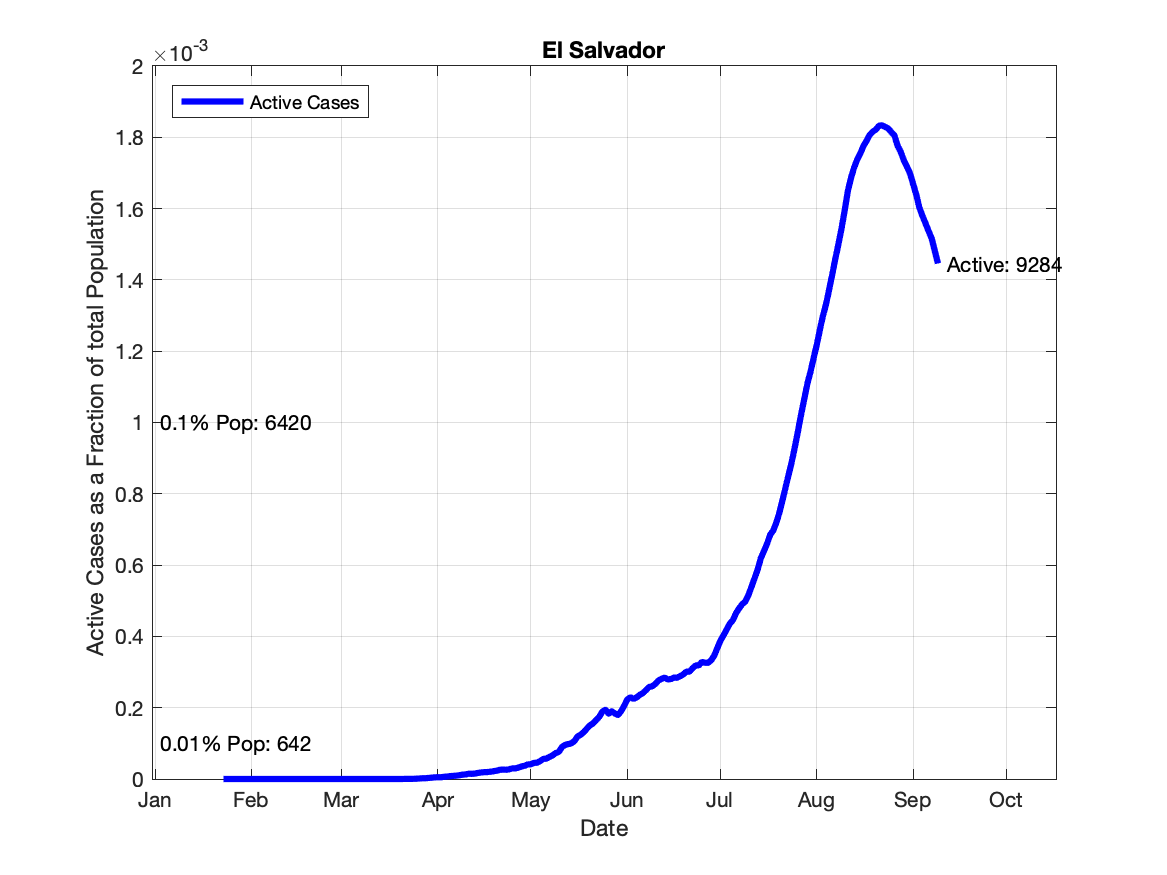 El Salvador
×10-3
Active Cases
2
1.8
1.6
1.4
1.2
1
0.8
0.6
0.4
0.2
0
Active Cases as a Fraction of total Population
0.1% Pop: 6420
0.01% Pop: 642
Active: 9284
Jan Feb Mar Apr May Jun Jul Aug Sep Oct
Date